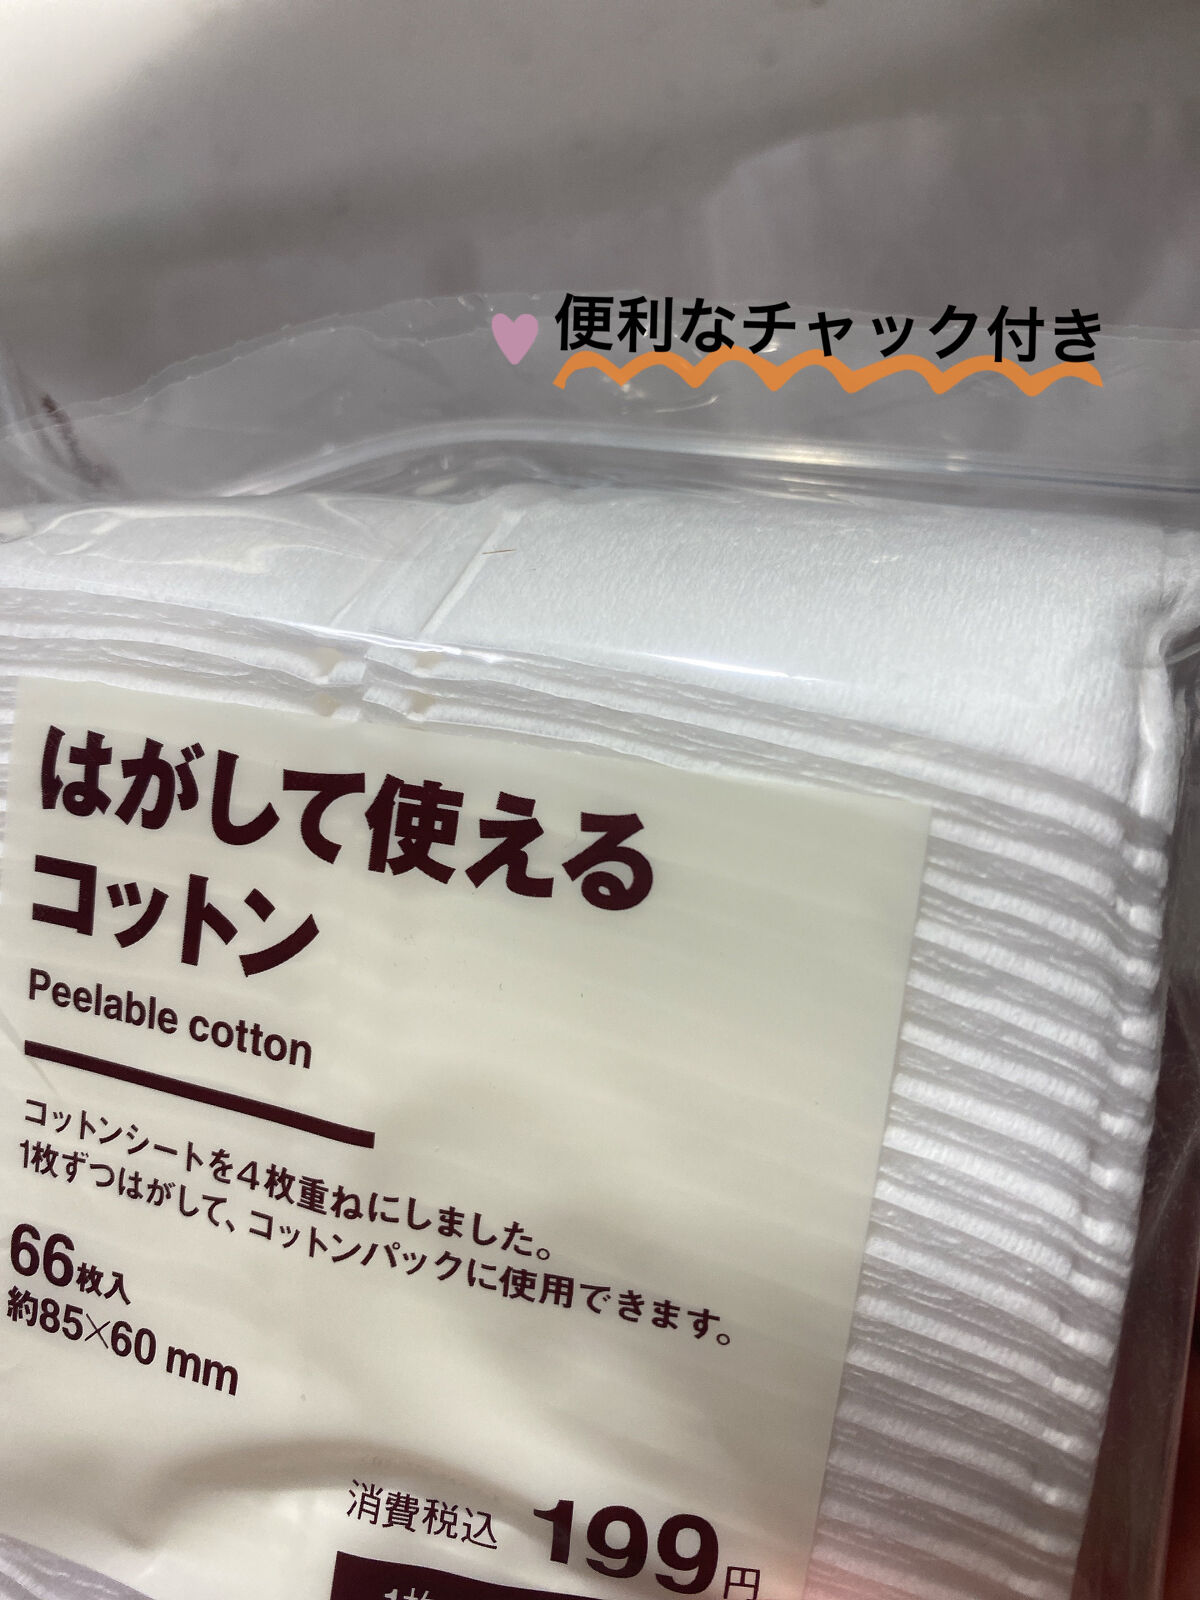 便利なチャック付き
はがして使える
コットン
Peelable cotton
コットンシートを4枚重ねにしました。
1枚ずつはがして、コットンパックに使用できます。
66枚入
約85×60mm
消費税込 199円
1枚